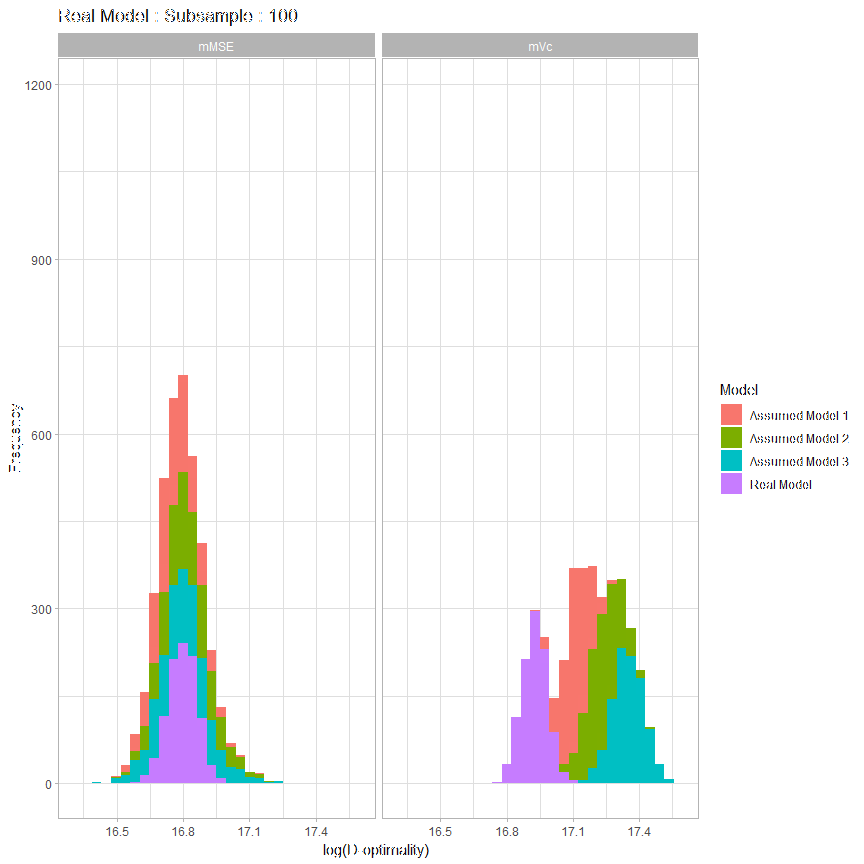 Real Model :: Subsample :: 100
mMSE
mVc
1200
900
600
300
0
Frequency
16.5 16.8 17.1 17.4
16.5 16.8 17.1 17.4
log(D-optimality)
Model
Assumed Model 1
Assumed Model 2
Assumed Model 3
Real Model